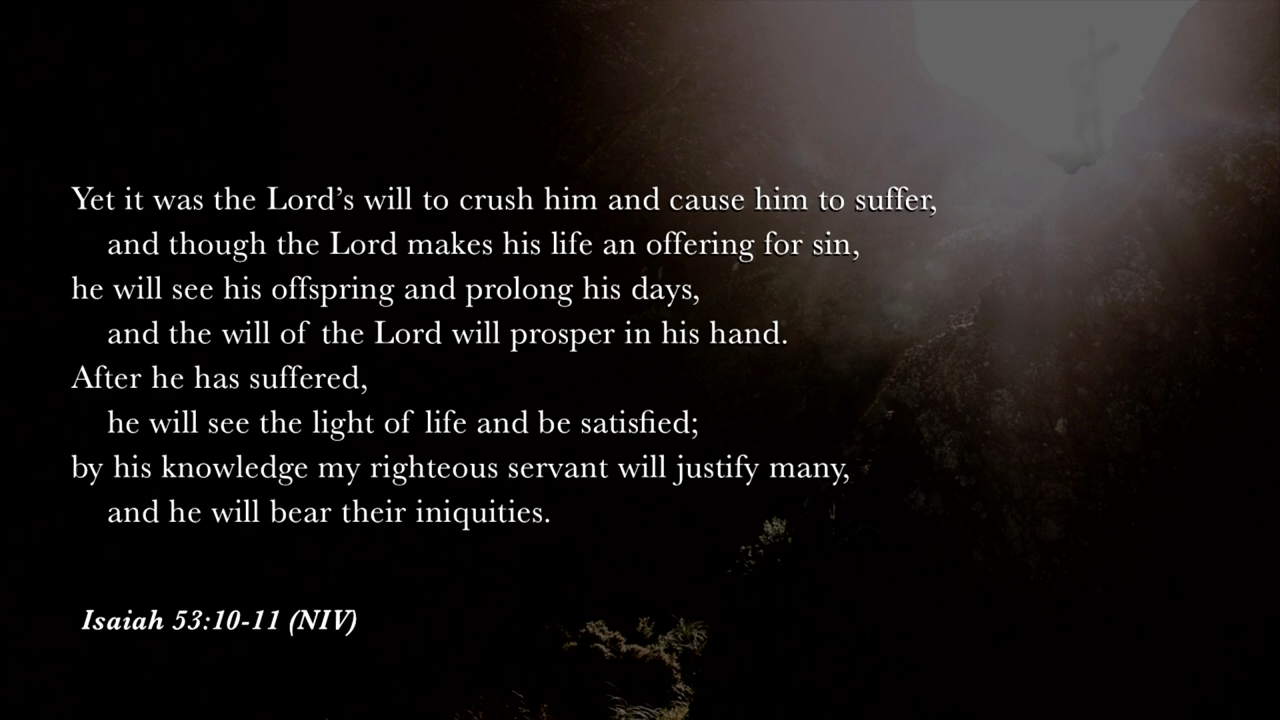 Yet it was the Lord’s will to crush him and cause him to suffer,
and though the Lord makes his life an offering for sin,
he will see his offspring and prolong his days,
and the will of the Lord will prosper in his hand.
After he has suffered,
he will see the light of life and be satisfied;
by his knowledge my righteous servant will justify many,
and he will bear their iniquities.
Isaiah 53:10-11 (NIV)